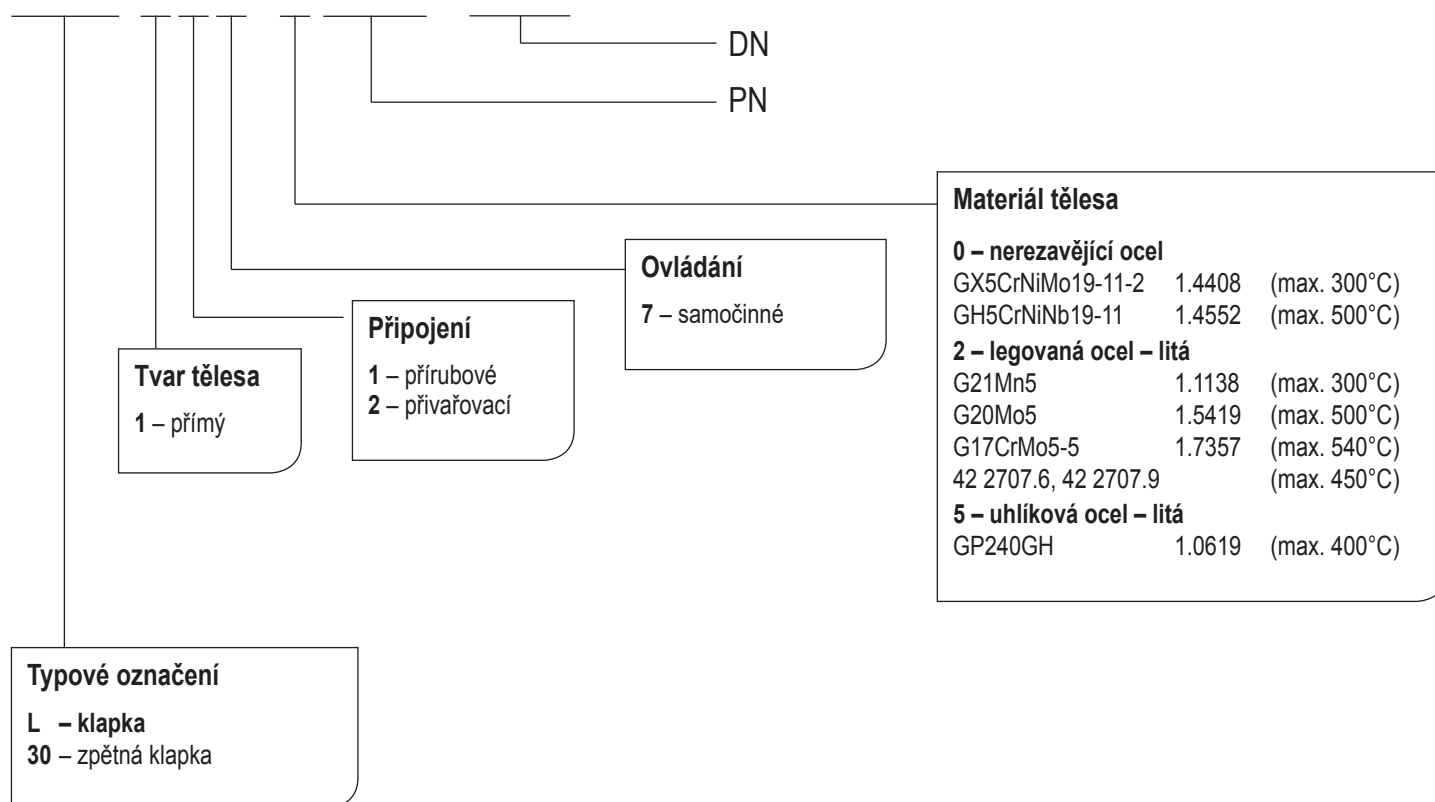 DN
PN
Materiál tělesa
0 – nerezavějící ocel
GX5CrNiMo19-11-2 1.4408 (max. 300°C)
GH5CrNiNb19-11 1.4552 (max. 500°C)
2 – legovaná ocel – litá
G21Mn5 1.1138 (max. 300°C)
G20Mo5 1.5419 (max. 500°C)
G17CrMo5-5 1.7357 (max. 540°C)
42 2707.6, 42 2707.9 (max. 450°C)
5 – uhlíková ocel – litá
GP240GH 1.0619 (max. 400°C)
Ovládání
7 – samočinné
Připojení
1 – přírubové
2 – přivařovací
Tvar tělesa
1 – přímý
Typové označení
L – klapka
30 – zpětná klapka